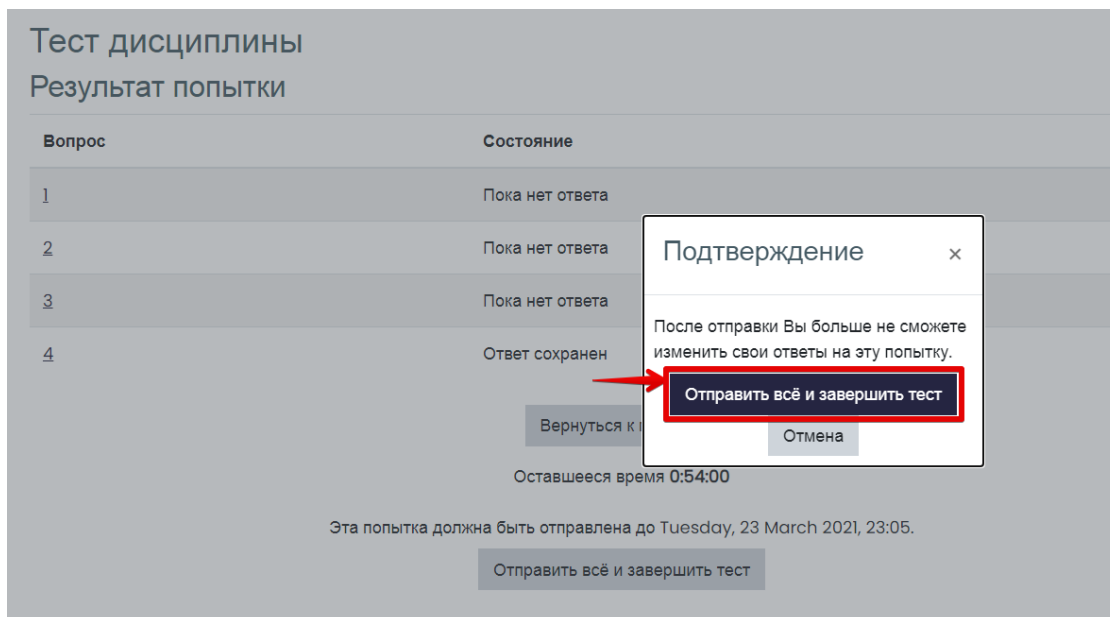 Тест дисциплины
Результат попытки
Вопрос Состояние
1 Пока нет ответа
2 Пока нет ответа
3 Пока нет ответа
4 Ответ сохранен
Подтверждение ×
После отправки Вы больше не сможете
изменить свои ответы на эту попытку.
Отправить всё и завершить тест
Отмена
Вернуться к
Оставшееся время 0:54:00
Эта попытка должна быть отправлена до Tuesday, 23 March 2021, 23:05.
Отправить всё и завершить тест